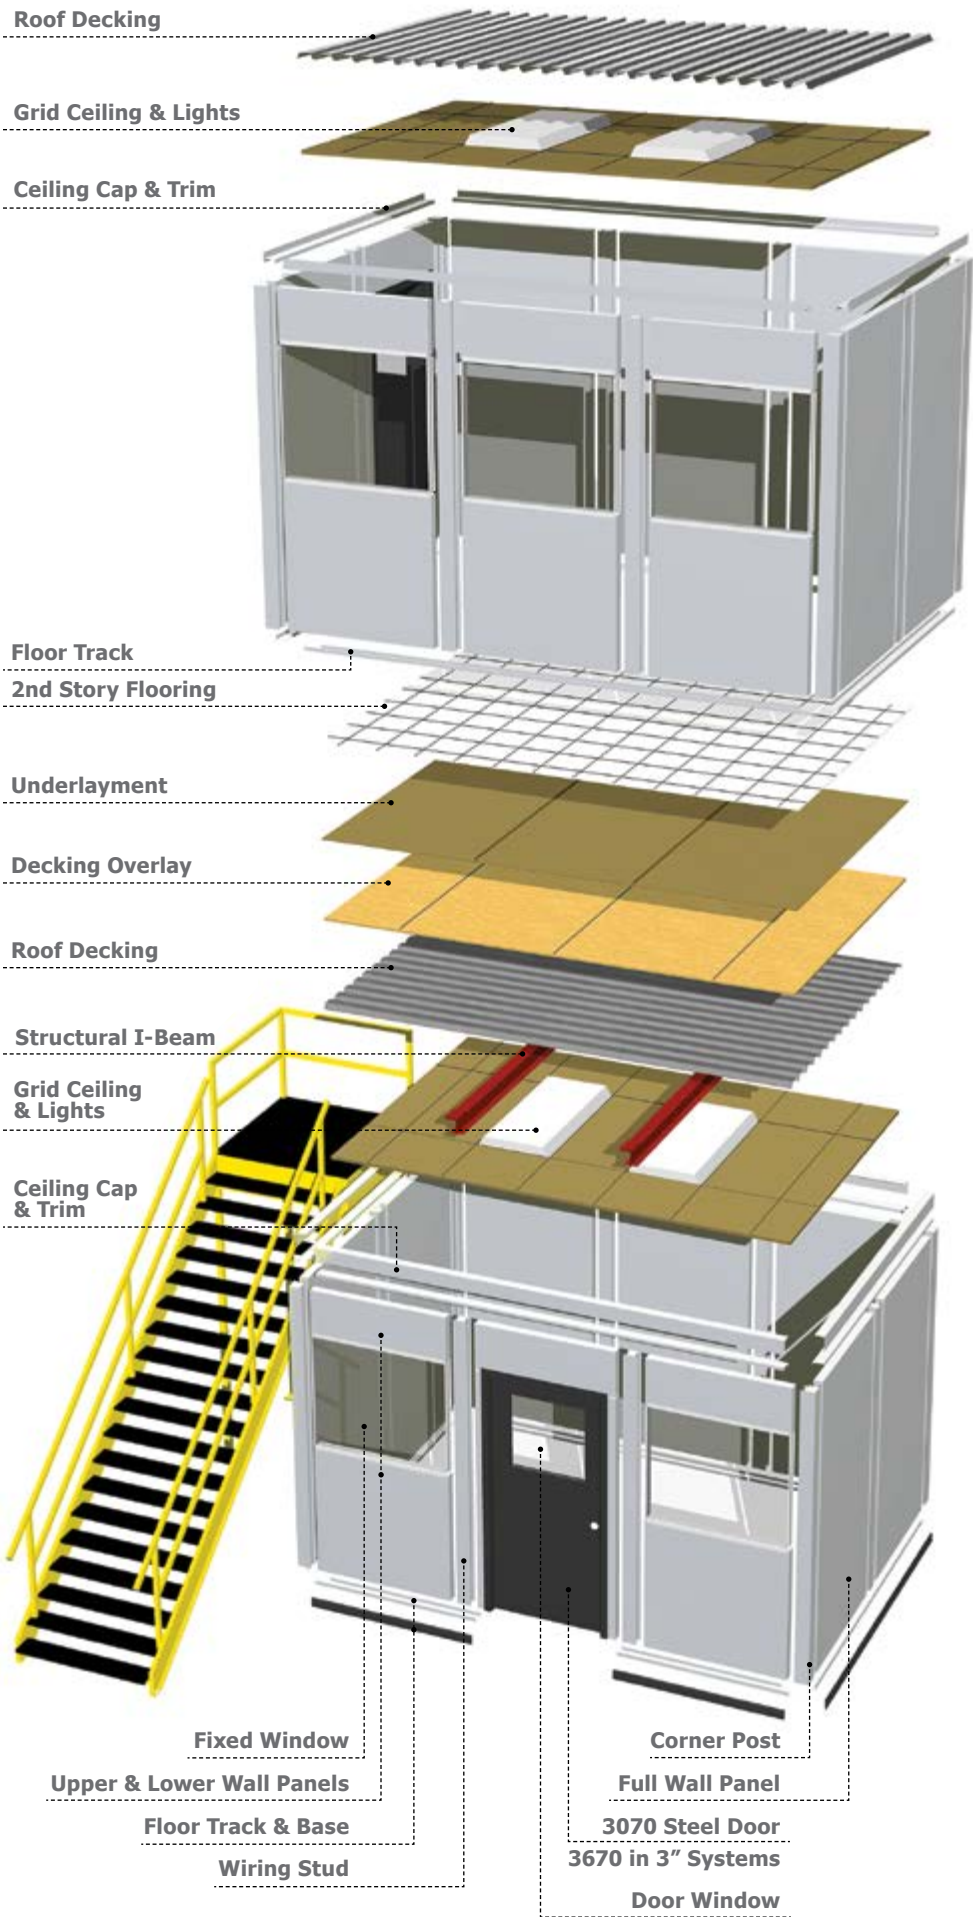 Roof Decking
Grid Ceiling & Lights
Ceiling Cap & Trim
Floor Track
2nd Story Flooring
Underlayment
Decking Overlay
Roof Decking
Structural I-Beam
Grid Ceiling
& Lights
Ceiling Cap
& Trim
Fixed Window
Upper & Lower Wall Panels
Floor Track & Base
Wiring Stud
Corner Post
Full Wall Panel
3070 Steel Door
3670 in 3” Systems
Door Window